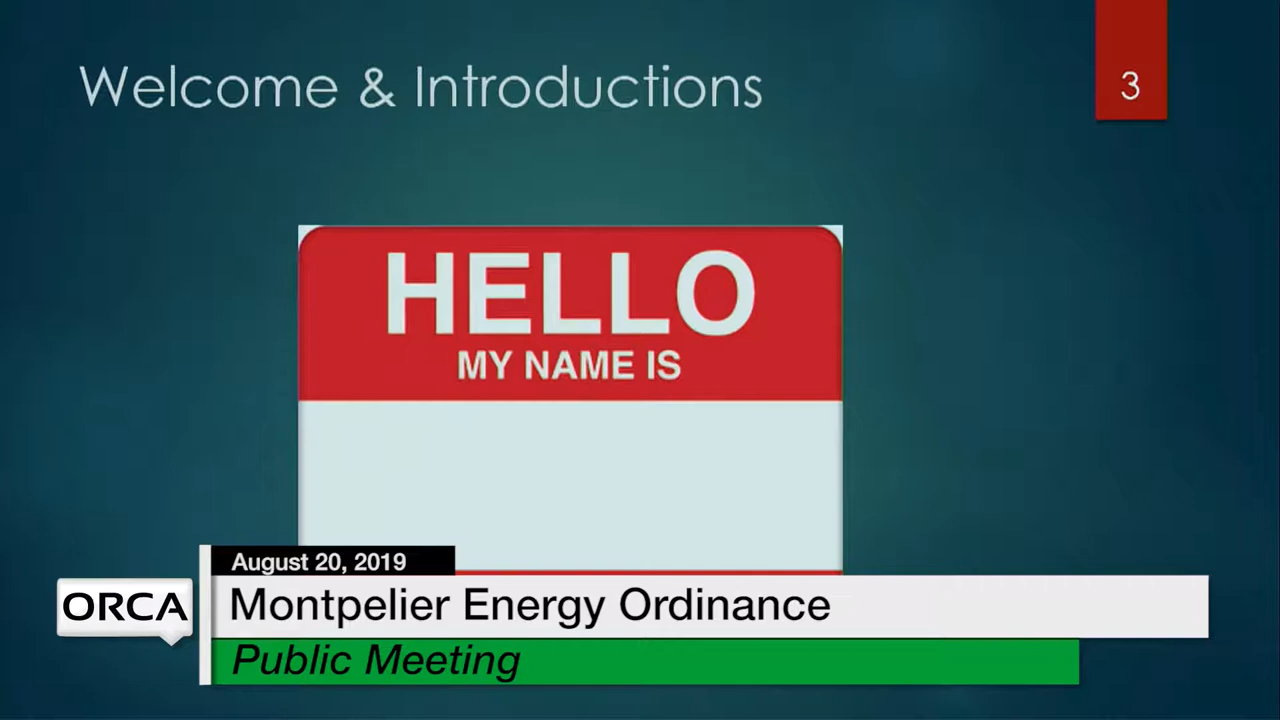 Welcome & Introductions
3
HELLO
MY NAME IS
August 20, 2019
ORCA
Montpelier Energy Ordinance
Public Meeting